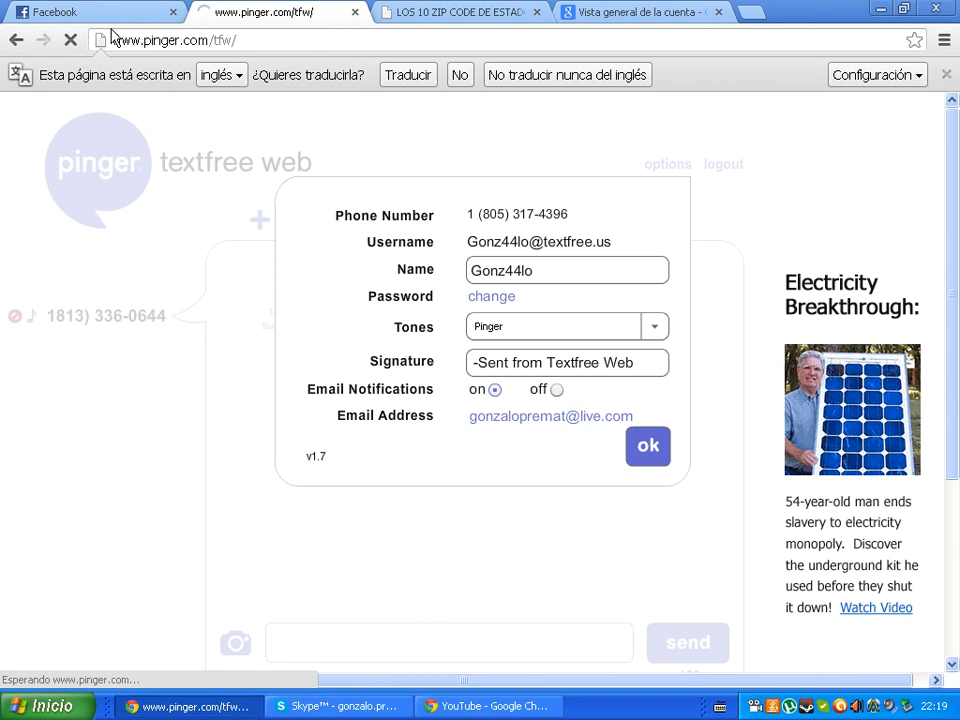 Facebook
www.pinger.com/tfw/
LOS 10 ZIP CODE DE ESTAD
Vista general de la cuenta - G
www.pinger.com/tfw/
Esta página está escrita en inglés ¿Quieres traducirla? Traducir No No traducir nunca del inglés Configuración
pinger textfree web
options logout
Phone Number 1 (805) 317-4396
Username Gonz44lo@textfree.us
Name Gonz44lo
Password change
Tones Pinger
Signature -Sent from Textfree Web
Email Notifications on off
Email Address gonzalopremat@live.com
v1.7
ok
1813) 336-0644
Electricity
Breakthrough:
54-year-old man ends
slavery to electricity
monopoly. Discover
the underground kit he
used before they shut
it down! Watch Video
send
Esperando www.pinger.com...
Inicio
www.pinger.com/tfw...
Skype™ - gonzalo.pr...
YouTube - Google Ch...
22:19